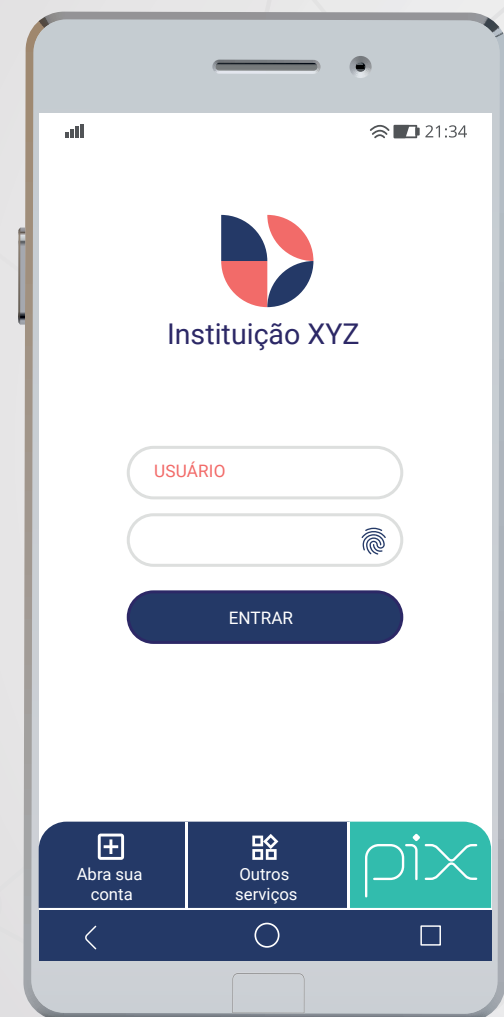 21:34
Instituição XYZ
USUÁRIO
ENTRAR
Abra sua
conta
Outros
serviços
pix